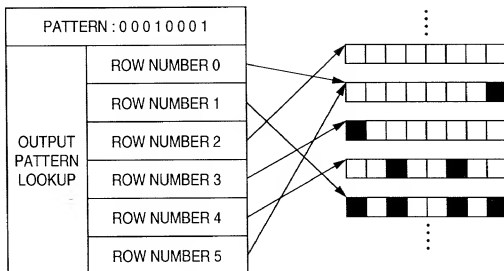 PATTERN : 0 0 0 1 0 0 0 1
OUTPUT
PATTERN
LOOKUP
ROW NUMBER 0
ROW NUMBER 1
ROW NUMBER 2
ROW NUMBER 3
ROW NUMBER 4
ROW NUMBER 5